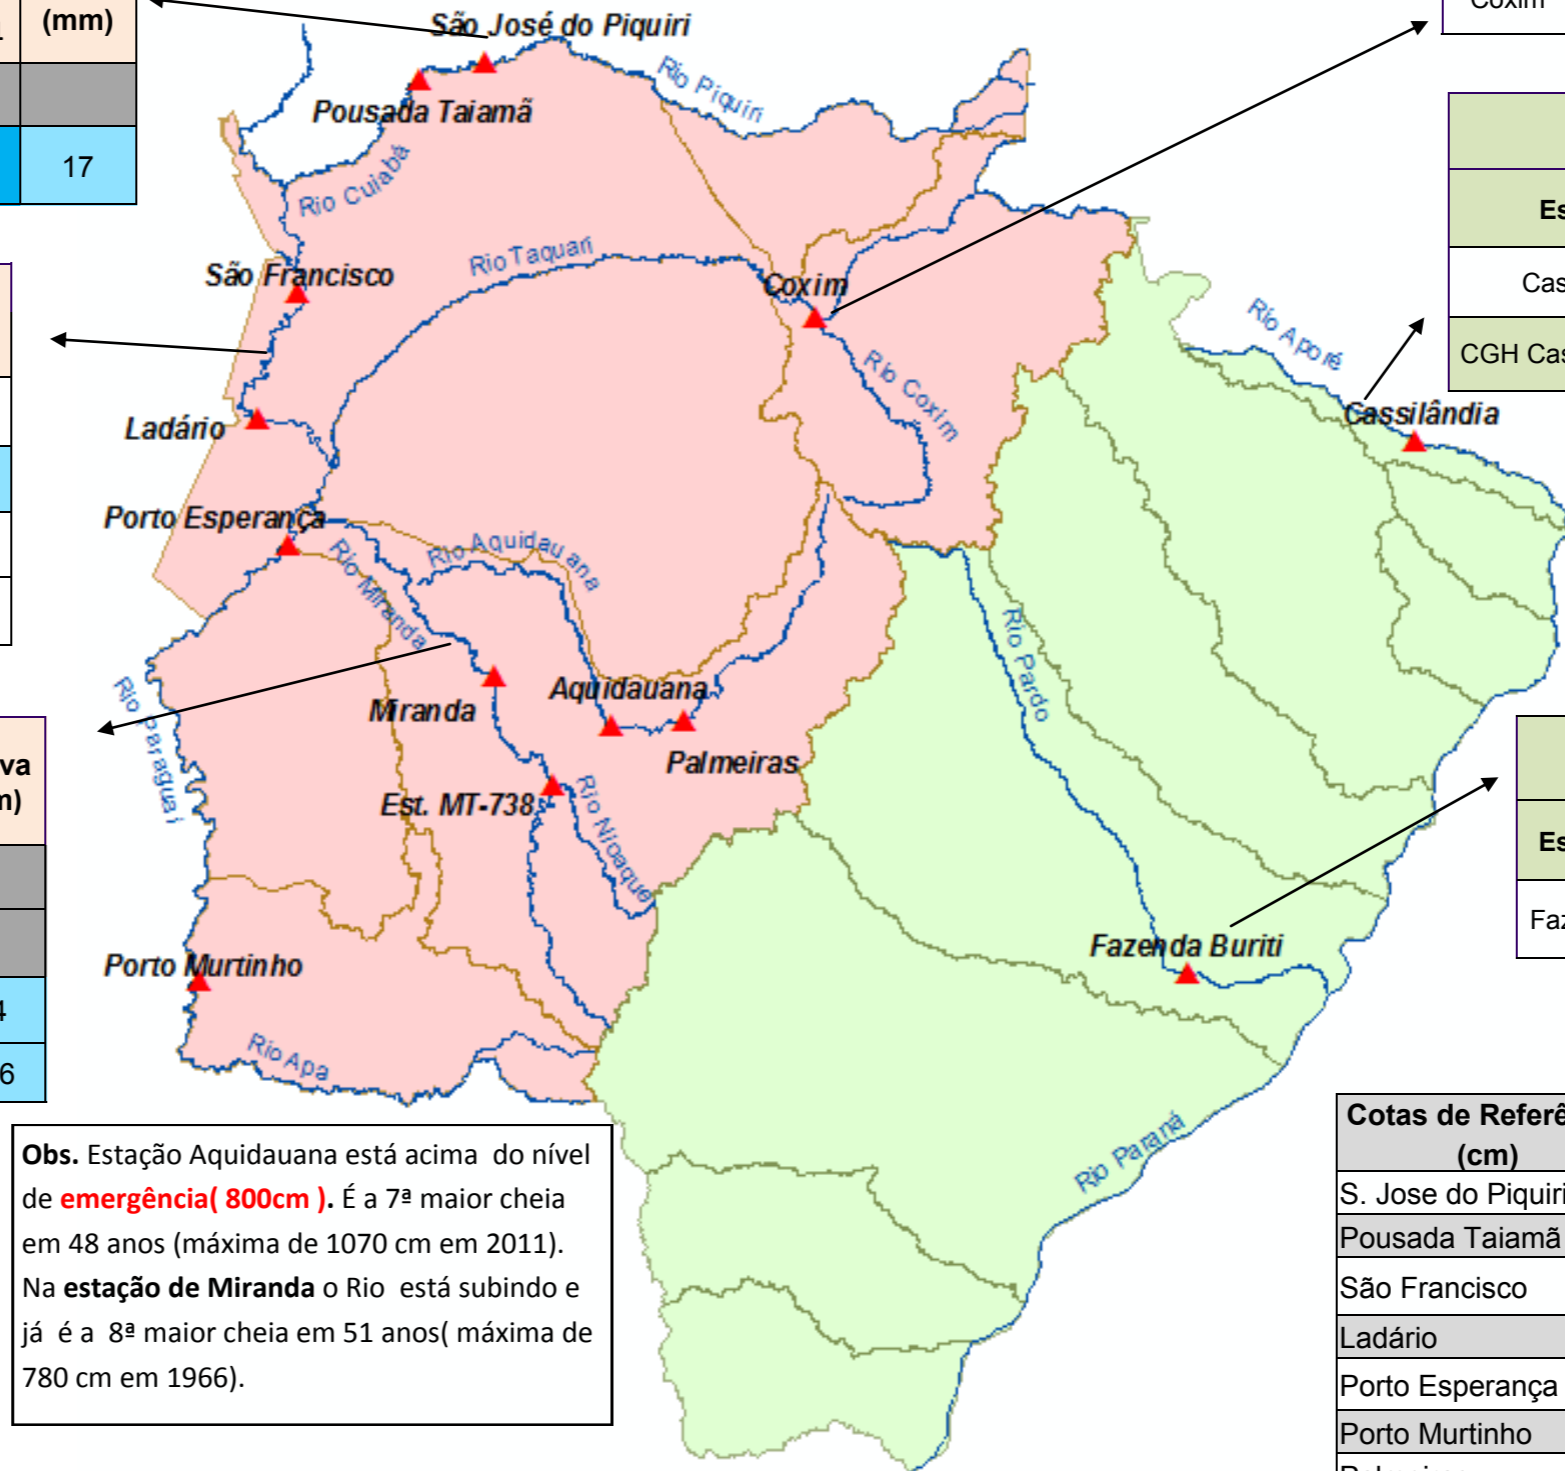 (mm)
17
São José do Piquiri
Pousada Taiamã
Rio Piquiri
Rio Cuiabá
Coxim
São Francisco
Rio Taquari
Coxim
Rio Coxim
Rio Aporé
Cassilândia
CGH Cas
Ladário
Porto Esperança
Rio Miranda
Rio Aquidauana
Rio Pardo
Rio Paraguai
Miranda
Aquidauana
Palmeiras
Est. MT-738
Rio Nioaque
Fazenda Buriti
Porto Murtinho
Rio Apa
Rio Paraná
Obs. Estação Aquidauana está acima do nível
de emergência( 800cm ). É a 7ª maior cheia
em 48 anos (máxima de 1070 cm em 2011).
Na estação de Miranda o Rio está subindo e
já é a 8ª maior cheia em 51 anos( máxima de
780 cm em 1966).
Cotas de Referê
(cm)
S. Jose do Piquiri
Pousada Taiamã
São Francisco
Ladário
Porto Esperança
Porto Murtinho